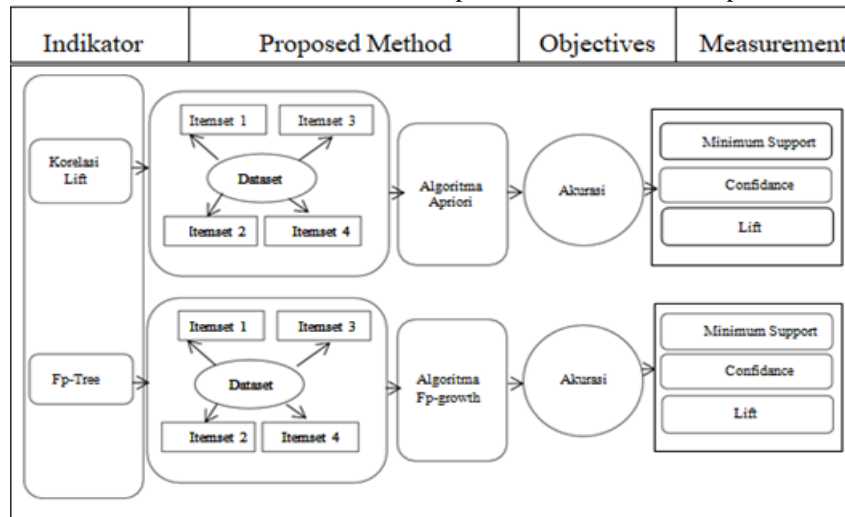 Indikator
Proposed Method
Objectives
Measurement
Korelasi
Lift
Itemset 1
Itemset 3
Dataset
Itemset 2
Itemset 4
Algoritma
Apriori
Akurasi
Minimum Support
Confidance
Lift
Fp-Tree
Itemset 1
Itemset 3
Dataset
Itemset 2
Itemset 4
Algoritma
Fp-growth
Akurasi
Minimum Support
Confidance
Lift